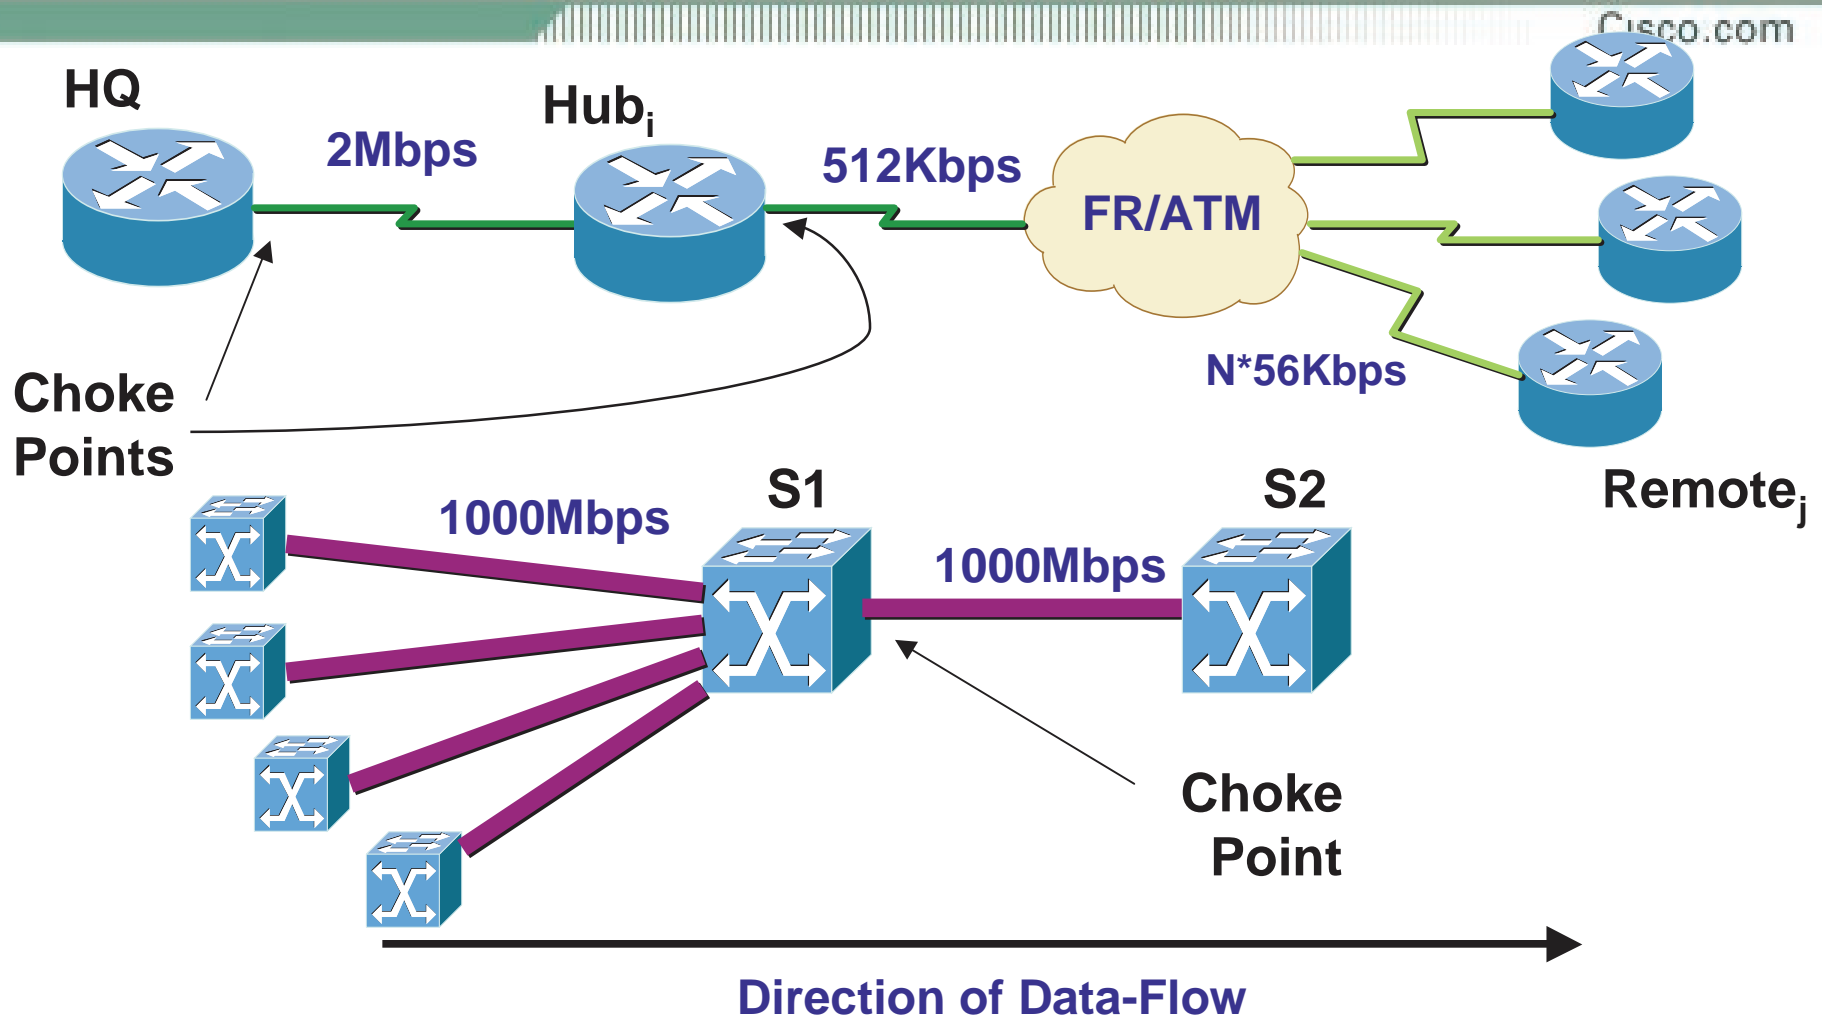 Cisco.com
HQ
Hubi
2Mbps
512Kbps
FR/ATM
N*56Kbps
Choke
Points
Remotej
S1
S2
1000Mbps
1000Mbps
Choke
Point
Direction of Data-Flow